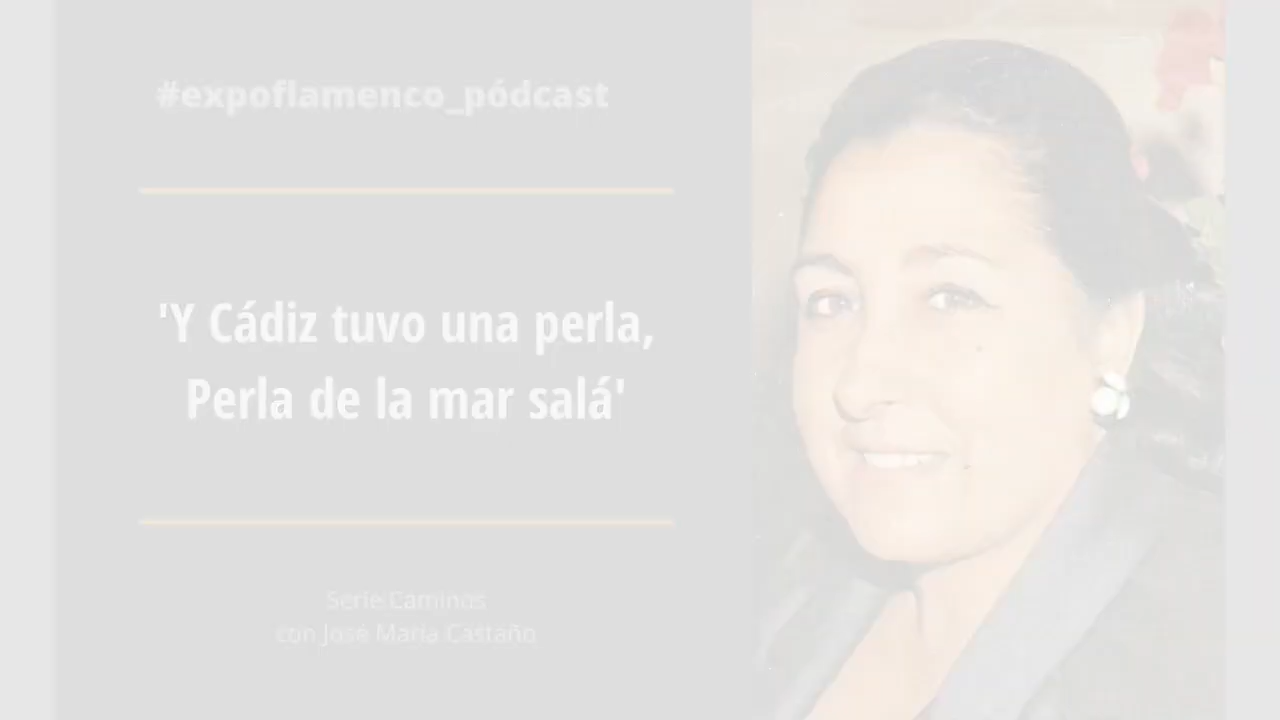 #expoflamenco_pódcast
'Y Cádiz tuvo una perla,
Perla de la mar salá'
Serie Caminos
con José María Castaño